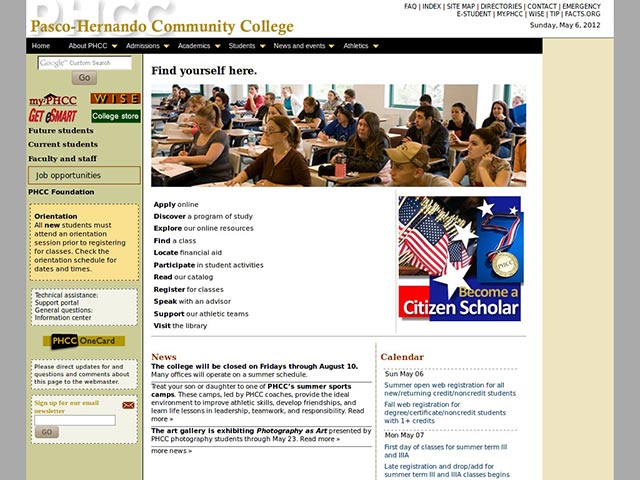 PHCC
Pasco-Hernando Community College
FAQ | INDEX | SITE MAP | DIRECTORIES | CONTACT | EMERGENCY
E-STUDENT | MYPHCC | WISE | TIP | FACTS.ORG
Sunday, May 6, 2012
Home About PHCC Admissions Academics Students News and events Athletics
Google™ Custom Search
Go
myPHCC
WISE
GET eSMART
College store
Future students
Current students
Faculty and staff
Job opportunities
PHCC Foundation
Orientation
All new students must
attend an orientation
session prior to registering
for classes. Check the
orientation schedule for
dates and times.
Technical assistance:
Support portal
General questions:
Information center
PHCC OneCard
Please direct updates for and
questions and comments about
this page to the webmaster.
Sign up for our email
newsletter
GO
Find yourself here.
Apply online
Discover a program of study
Explore our online resources
Find a class
Locate financial aid
Participate in student activities
Read our catalog
Register for classes
Speak with an advisor
Support our athletic teams
Visit the library
PHCC
Become a
Citizen Scholar
News
The college will be closed on Fridays through August 10.
Many offices will operate on a summer schedule.
Treat your son or daughter to one of PHCC's summer sports
camps. These camps, led by PHCC coaches, provide the ideal
environment to improve athletic skills, develop friendships, and
learn life lessons in leadership, teamwork, and responsibility. Read
more »
The art gallery is exhibiting Photography as Art presented by
PHCC photography students through May 23. Read more »
more news »
Calendar
Sun May 06
Summer open web registration for all
new/returning credit/noncredit students
Fall web registration for
degree/certificate/noncredit students
with 1+ credits
Mon May 07
First day of classes for summer term III
and IIIA
Late registration and drop/add for
summer term III and IIIA classes begins